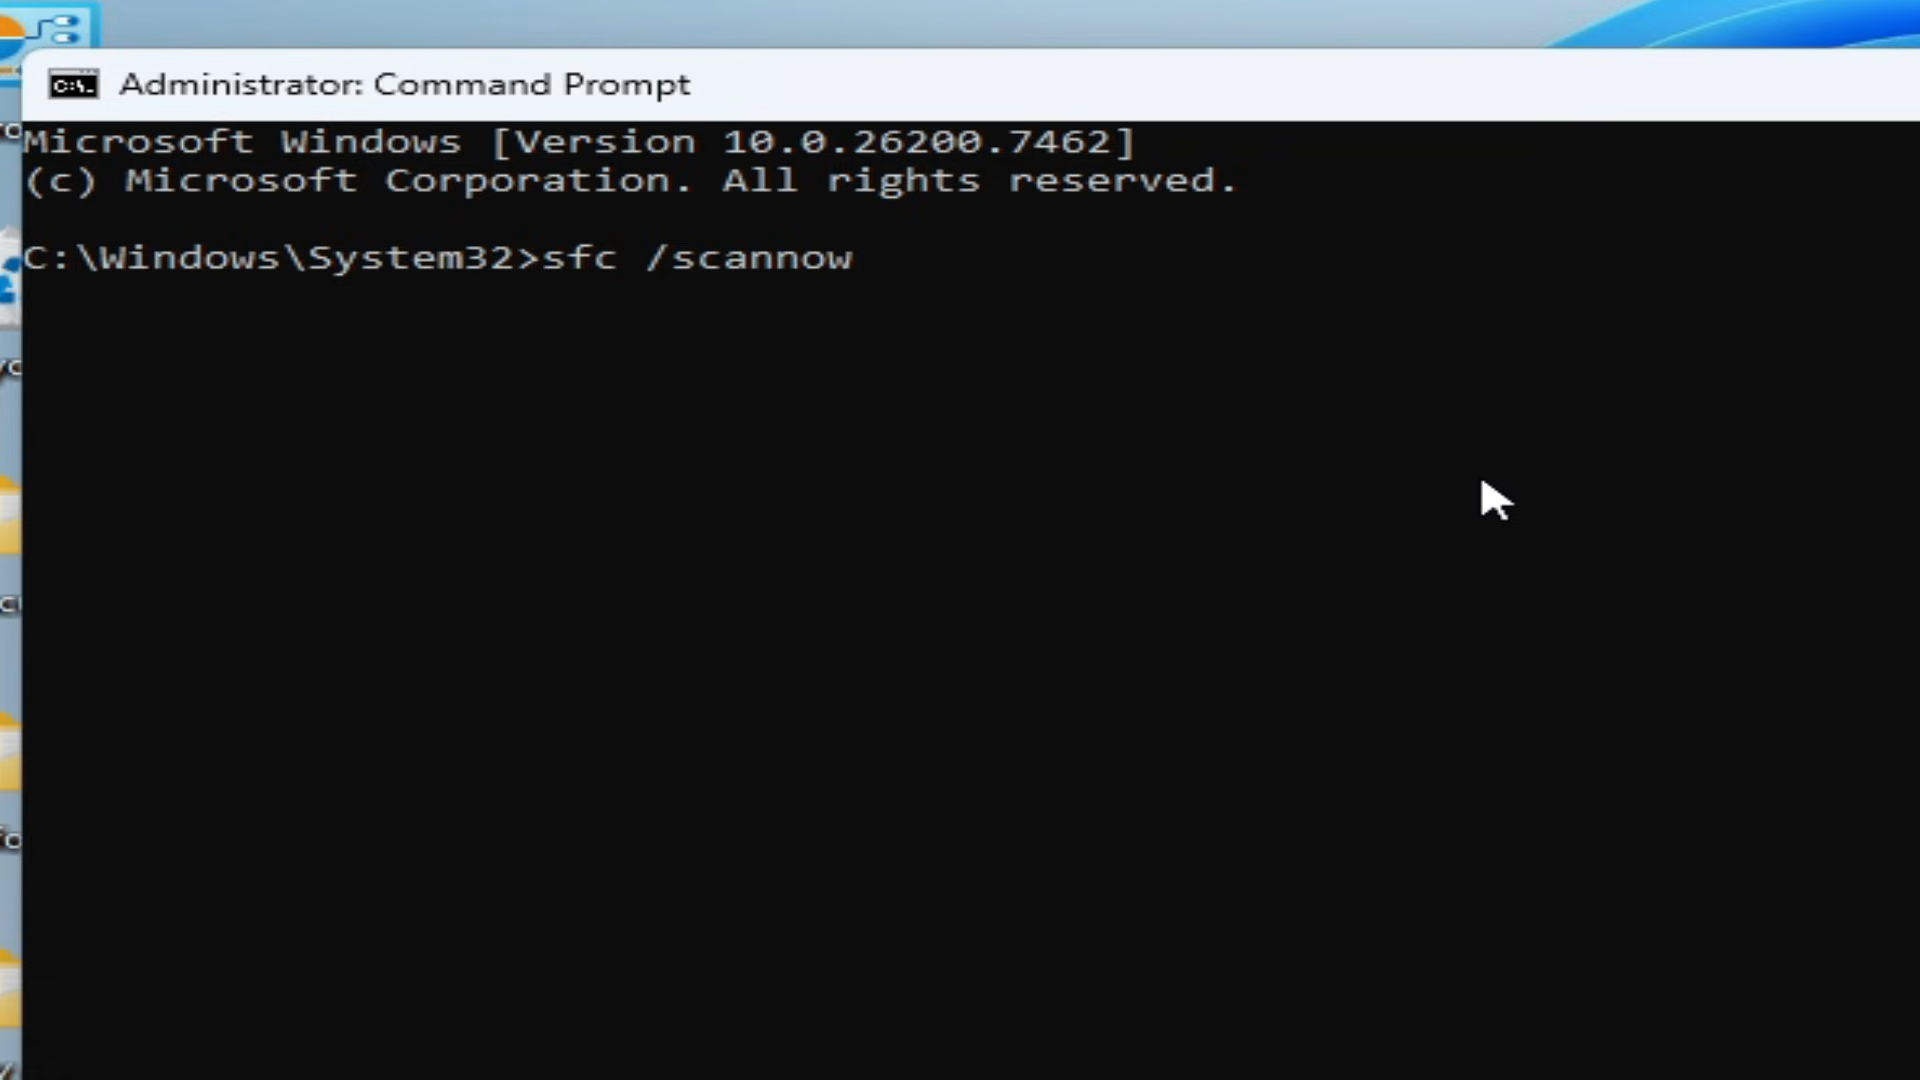 Administrator: Command Prompt
Microsoft Windows [Version 10.0.26200.7462]
(c) Microsoft Corporation. All rights reserved.
C:\Windows\System32>sfc /scannow